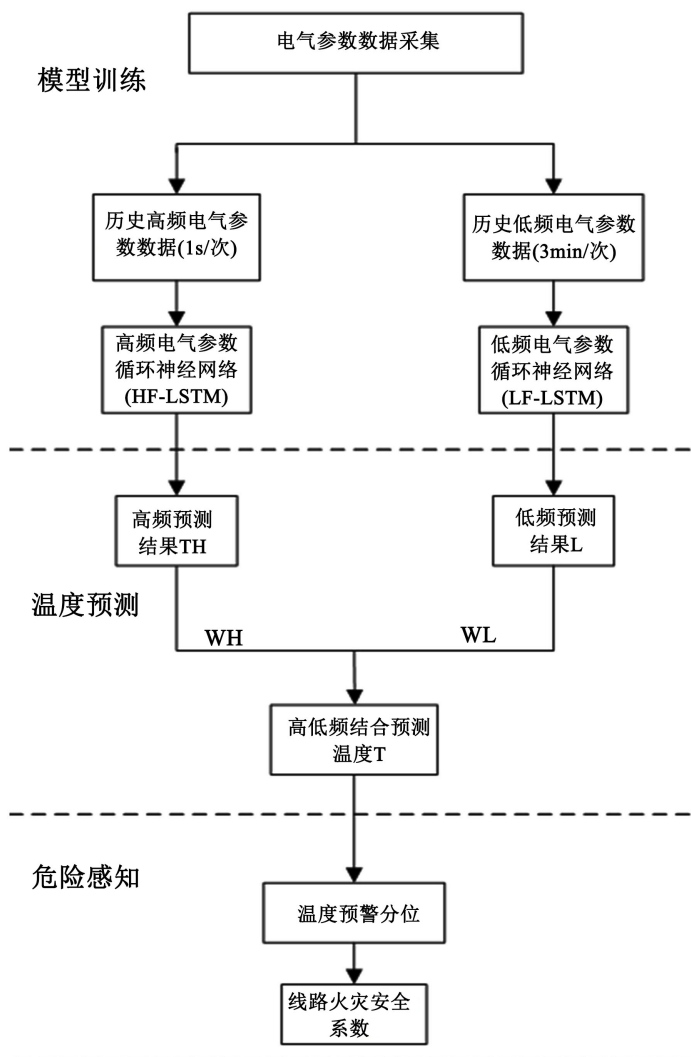 电气参数数据采集
模型训练
历史高频电气参
数数据(1s/次)
历史低频电气参数
数据(3min/次)
高频电气参数
循环神经网络
(HF-LSTM)
低频电气参数
循环神经网络
(LF-LSTM)
高频预测
结果TH
低频预测
结果L
温度预测
WH
WL
高低频结合预测
温度T
危险感知
温度预警分位
线路火灾安全
系数